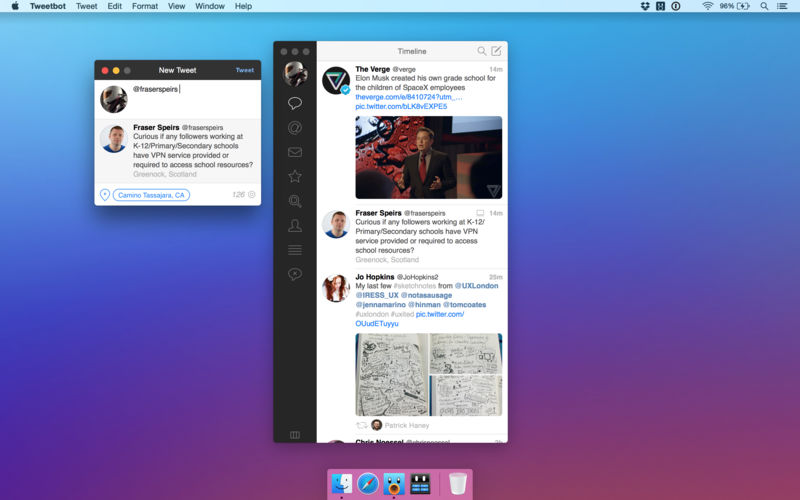 Tweetbot Tweet Edit Format View Window Help
96%
New Tweet
Tweet
@fraserspeirs
Fraser Speirs @fraserspeirs
Curious if any followers working at
K-12/Primary/Secondary schools
have VPN service provided or
required to access school resources?
Greenock, Scotland
Camino Tassajara, CA
126
Timeline
The Verge @verge 14m
Elon Musk created his own grade school for
the children of SpaceX employees
theverge.com/e/8410724?utm_…
pic.twitter.com/bLK8vEXPE5
Fraser Speirs @fraserspeirs 14m
Curious if any followers working at K-12/
Primary/Secondary schools have VPN
service provided or required to access
school resources?
Greenock, Scotland
Jo Hopkins @JoHopkins2 25m
My last few #sketchnotes from @UXLondon
@IRESS_UX @notasausage
@jennamarino @hinman @tomcoates
#uxlondon #uxited pic.twitter.com/
OUudETuyyu
Patrick Haney
Chris Noessel